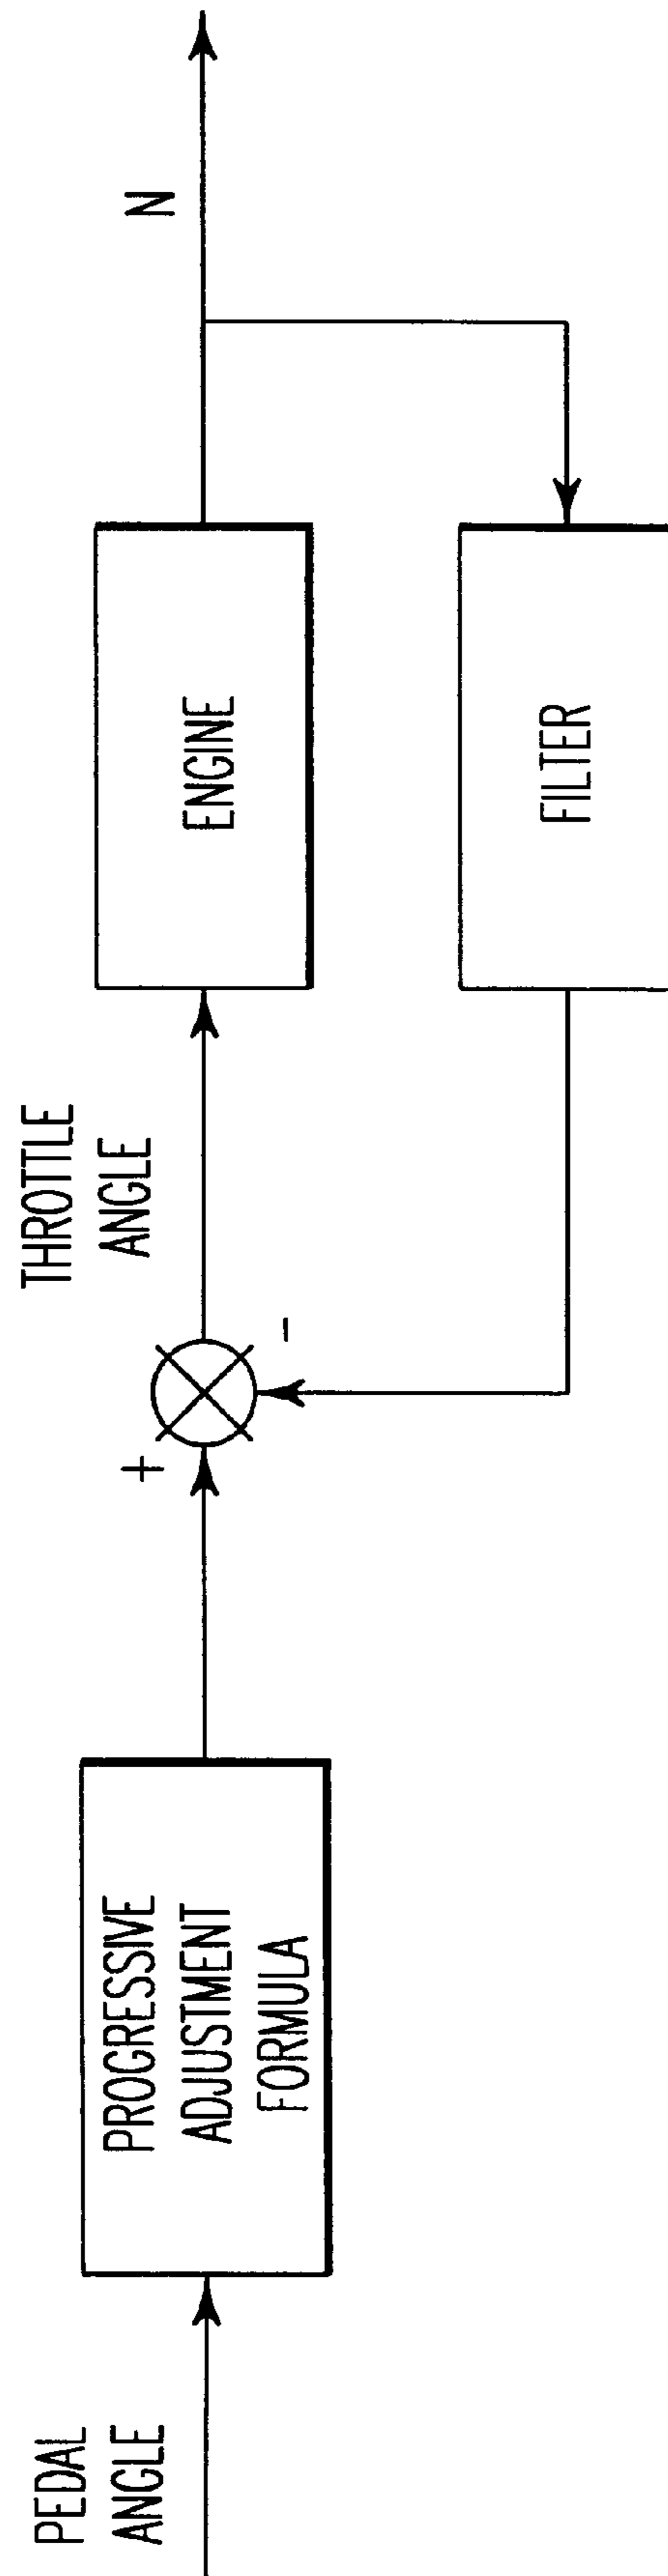 PEDAL
ANGLE
PROGRESSIVE
ADJUSTMENT
FORMULA
+
-
THROTTLE
ANGLE
ENGINE
FILTER
N